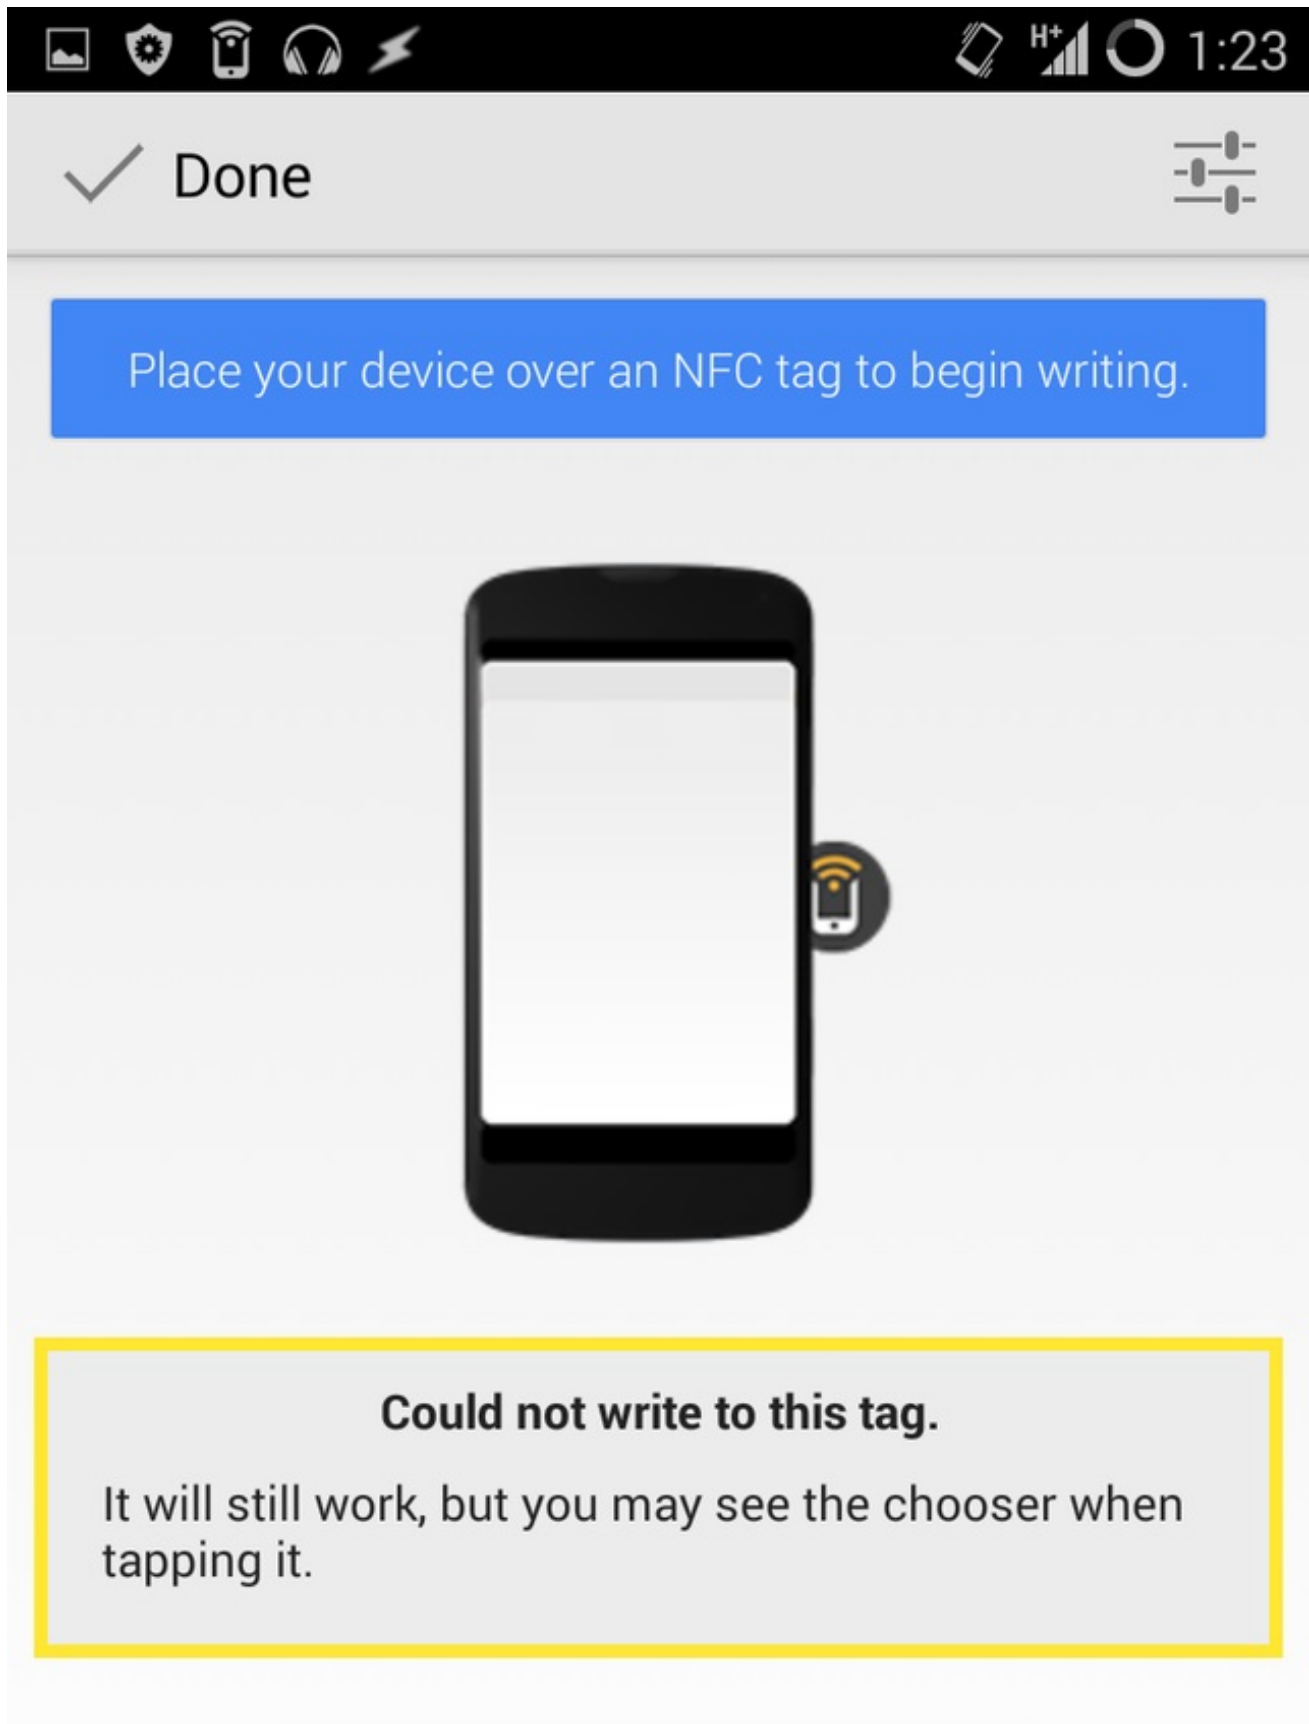 H+ 1:23
Done
Place your device over an NFC tag to begin writing.
Could not write to this tag.
It will still work, but you may see the chooser when
tapping it.